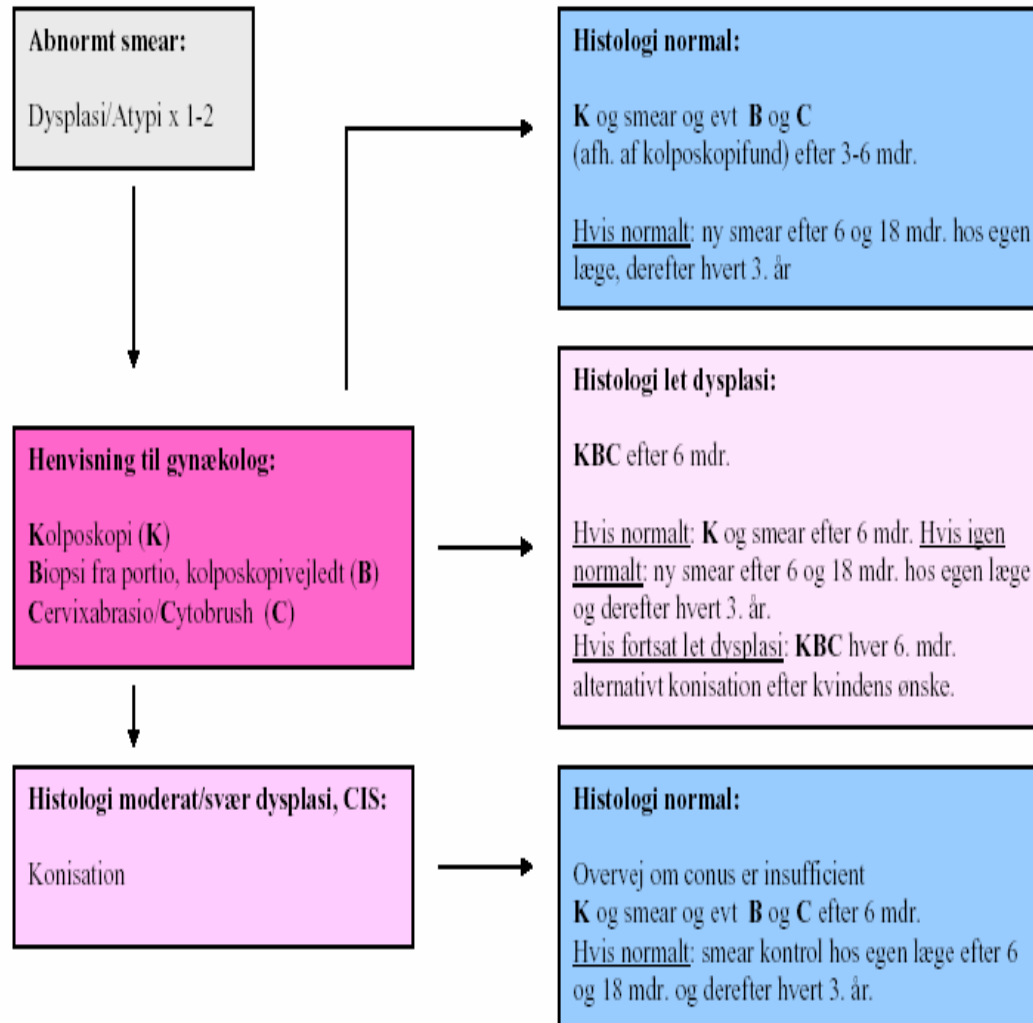 Abnormt smear:
Dysplasi/Atypi x 1-2
Histologi normal:
K og smear og evt B og C
(afh. af kolposkopifund) efter 3-6 mdr.
Hvis normalt: ny smear efter 6 og 18 mdr. hos egen
læge, derefter hvert 3. år
Henvisning til gynækolog:
Kolposkopi (K)
Biopsi fra portio, kolposkopivejledt (B)
Cervixabrasio/Cytobrush (C)
Histologi let dysplasi:
KBC efter 6 mdr.
Hvis normalt: K og smear efter 6 mdr. Hvis igen
normalt: ny smear efter 6 og 18 mdr. hos egen læge
og derefter hvert 3. år.
Hvis fortsat let dysplasi: KBC hver 6. mdr.
alternativt konisation efter kvindens ønske.
Histologi moderat/svær dysplasi, CIS:
Konisation
Histologi normal:
Overvej om conus er insufficient
K og smear og evt B og C efter 6 mdr.
Hvis normalt: smear kontrol hos egen læge efter 6
og 18 mdr. og derefter hvert 3. år.